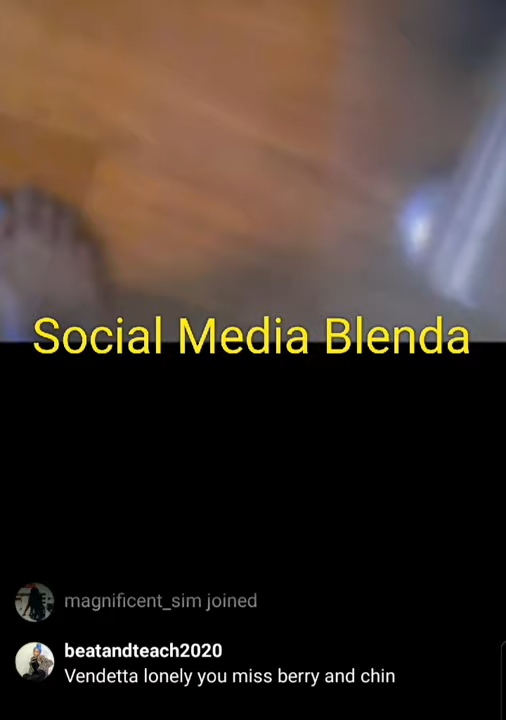 Social Media Blenda
magnificent_sim joined
beatandteach2020
Vendetta lonely you miss berry and chin